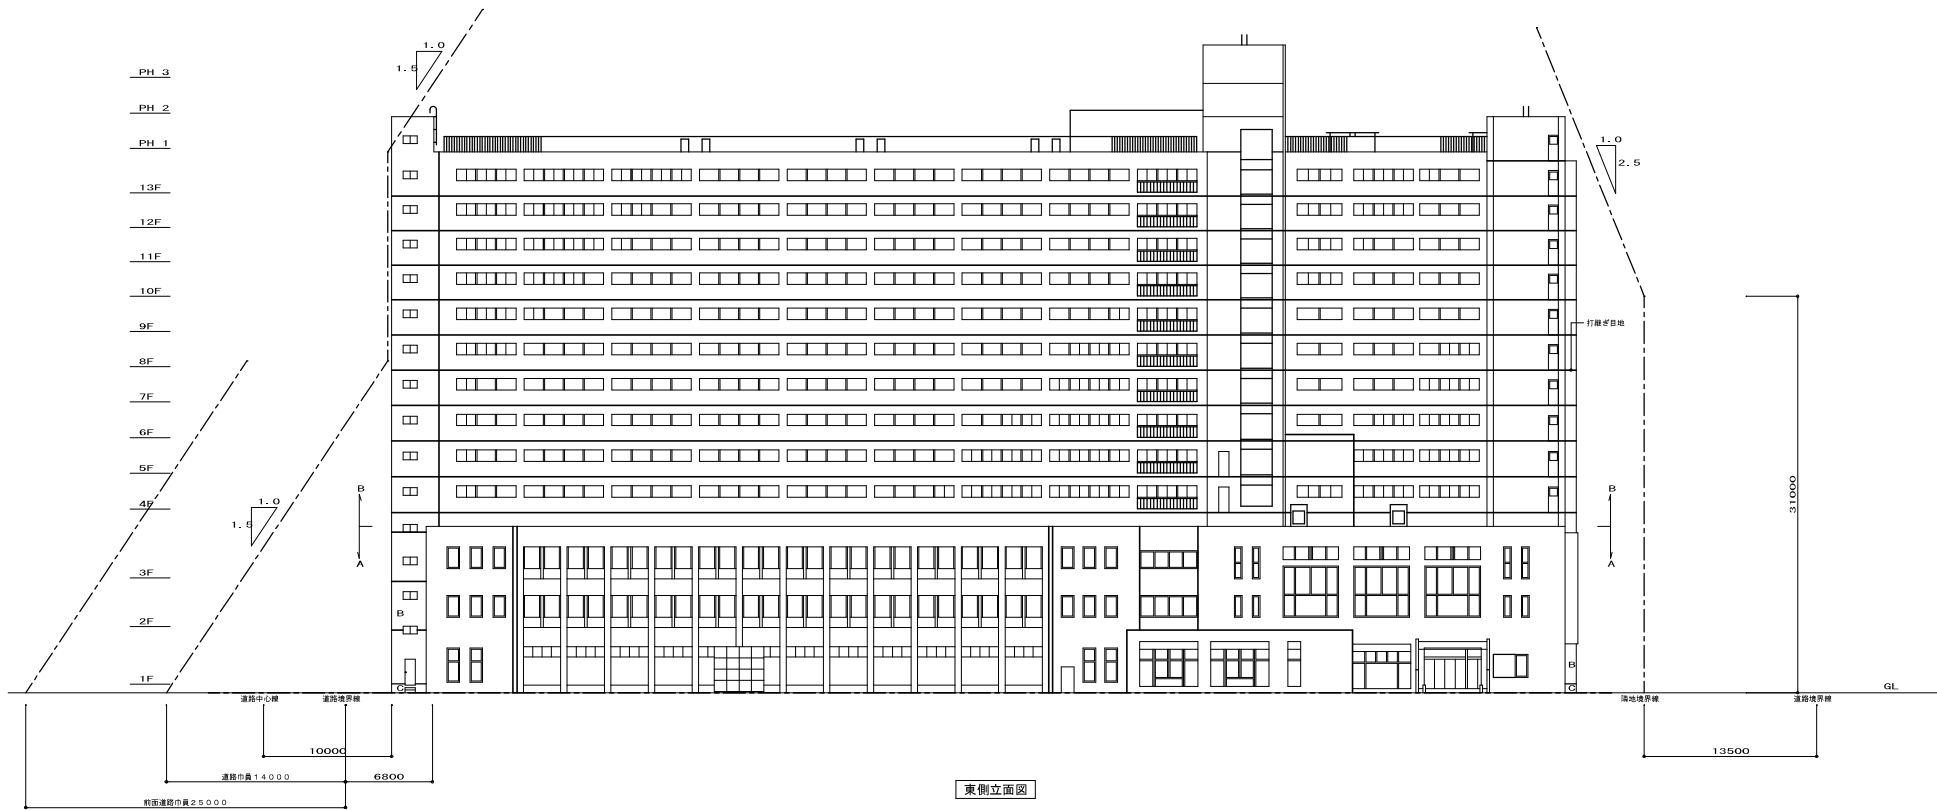 1.0
1.5
PH 3
PH 2
PH 1
1.0
2.5
13F
12F
11F
10F
9F
打継ぎ目地
8F
7F
6F
5F
B
B
1.0
4F
1.5
31000
A
A
3F
B
2F
B
1F
C
C
GL
道路中心線
道路境界線
隣地境界線
道路境界線
10000
13500
道路巾員14000
6800
東側立面図
前面道路巾員25000